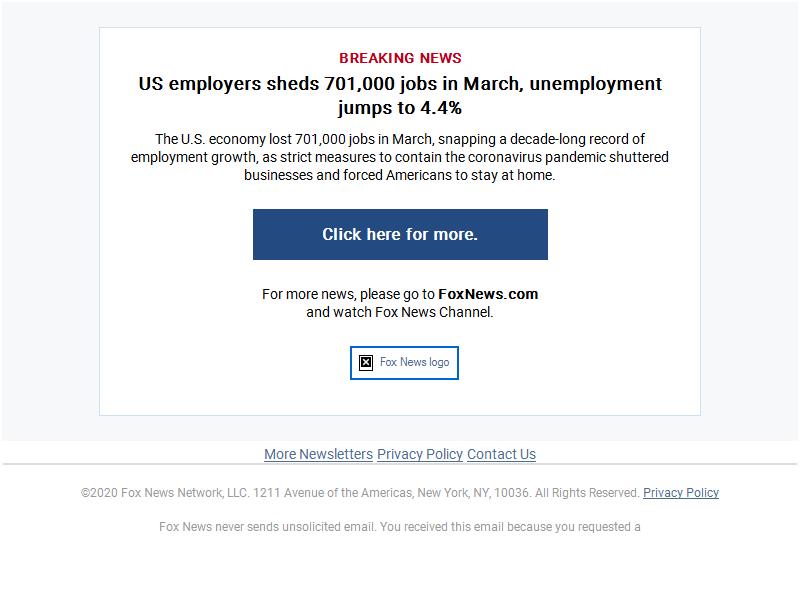 BREAKING NEWS
US employers sheds 701,000 jobs in March, unemployment
jumps to 4.4%
The U.S. economy lost 701,000 jobs in March, snapping a decade-long record of
employment growth, as strict measures to contain the coronavirus pandemic shuttered
businesses and forced Americans to stay at home.
Click here for more.
For more news, please go to FoxNews.com
and watch Fox News Channel.
Fox News logo
More Newsletters Privacy Policy Contact Us
©2020 Fox News Network, LLC. 1211 Avenue of the Americas, New York, NY, 10036. All Rights Reserved. Privacy Policy
Fox News never sends unsolicited email. You received this email because you requested a